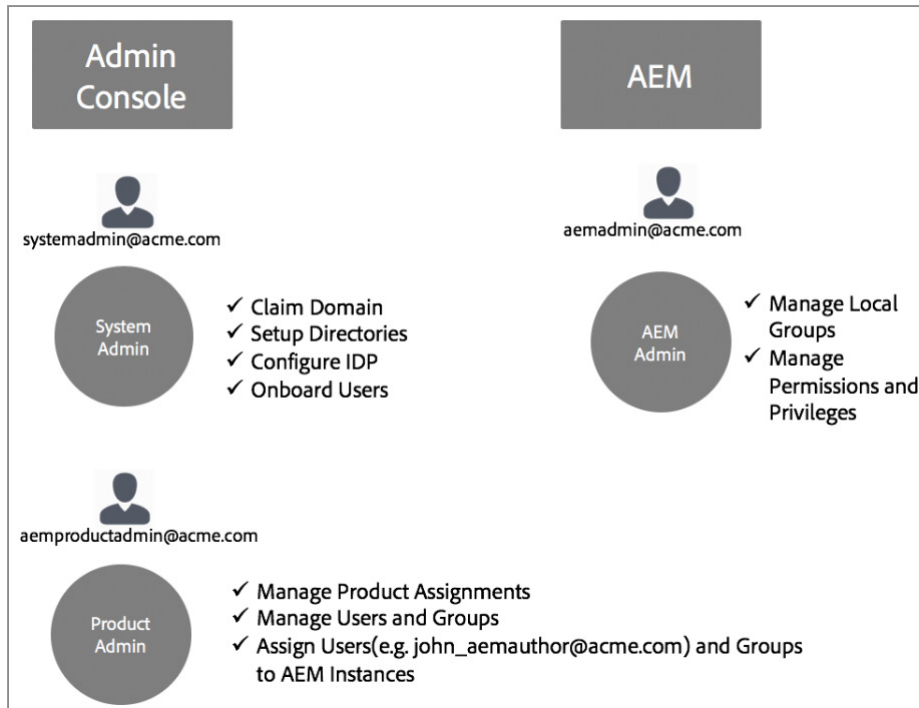 Admin
Console
AEM
systemadmin@acme.com
System
Admin
✓ Claim Domain
✓ Setup Directories
✓ Configure IDP
✓ Onboard Users
aemadmin@acme.com
AEM
Admin
✓ Manage Local
Groups
✓ Manage
Permissions and
Privileges
aemproductadmin@acme.com
Product
Admin
✓ Manage Product Assignments
✓ Manage Users and Groups
✓ Assign Users(e.g. john_aemauthor@acme.com) and Groups
to AEM Instances